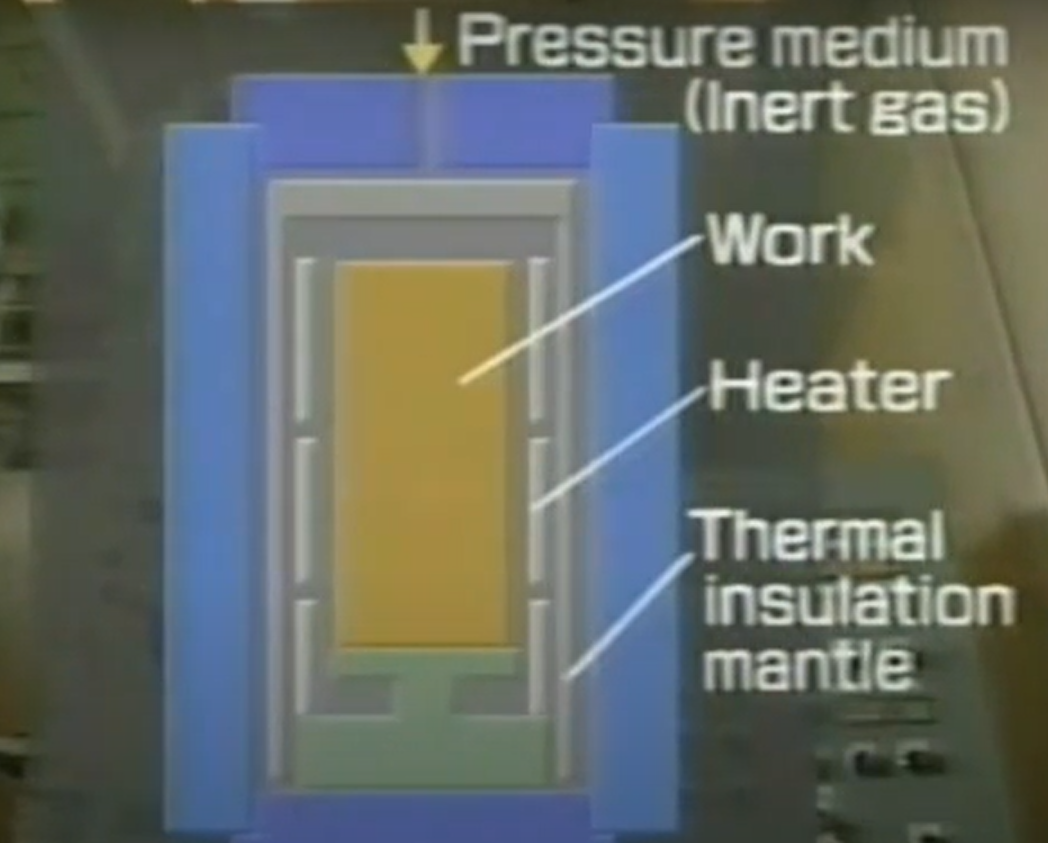 Pressure medium
(Inert gas)
Work
Heater
Thermal
insulation
mantle